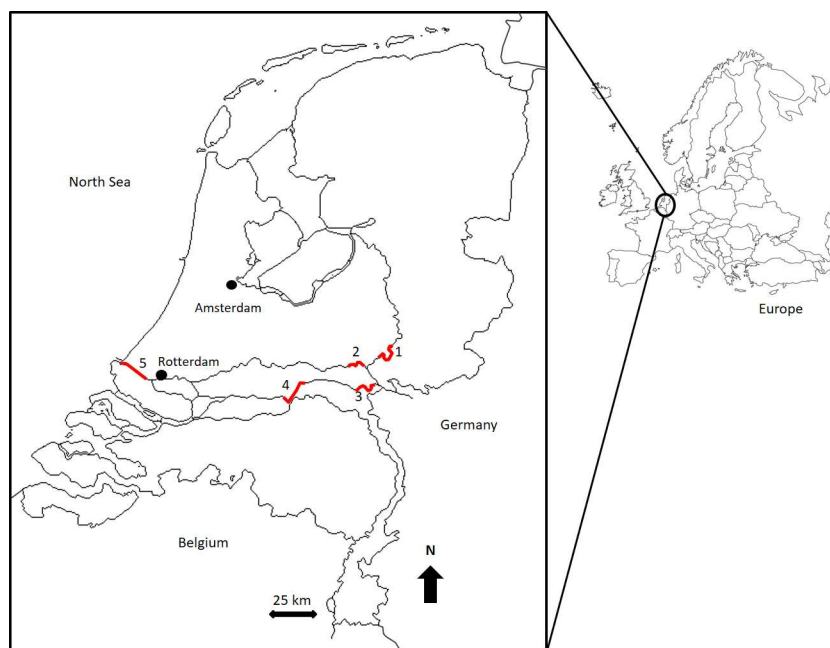 North Sea
Amsterdam
Rotterdam
1
2
3
4
5
Germany
Belgium
N
25 km
Europe